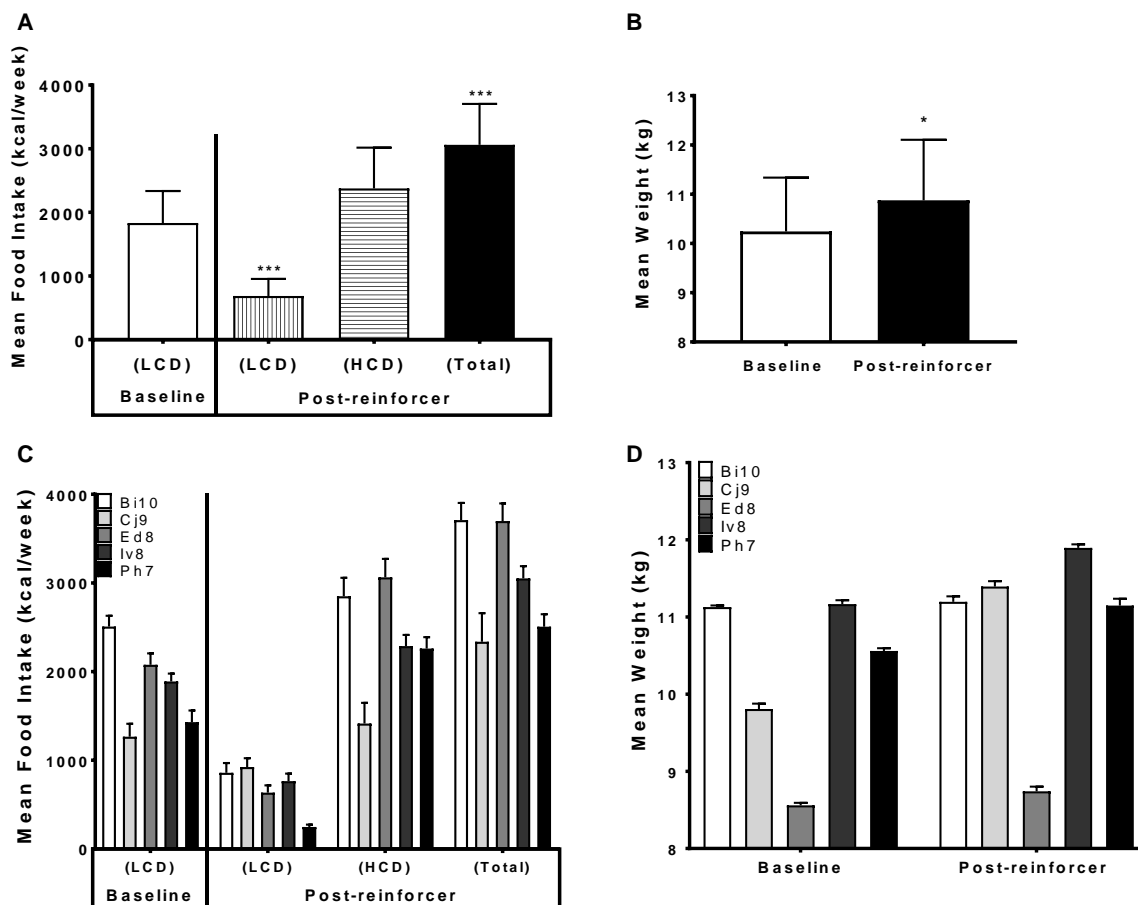 A
Mean Food Intake (kcal/week)
4000
3000
2000
1000
0
***
***
(LCD)
(LCD)
(HCD)
(Total)
Baseline
Post-reinforcer
B
Mean Weight (kg)
13
12
11
10
9
8
*
Baseline
Post-reinforcer
C
Mean Food Intake (kcal/week)
4000
3000
2000
1000
0
Bi10
Cj9
Ed8
Iv8
Ph7
(LCD)
(LCD)
(HCD)
(Total)
Baseline
Post-reinforcer
D
Mean Weight (kg)
13
12
11
10
9
8
Bi10
Cj9
Ed8
Iv8
Ph7
Baseline
Post-reinforcer